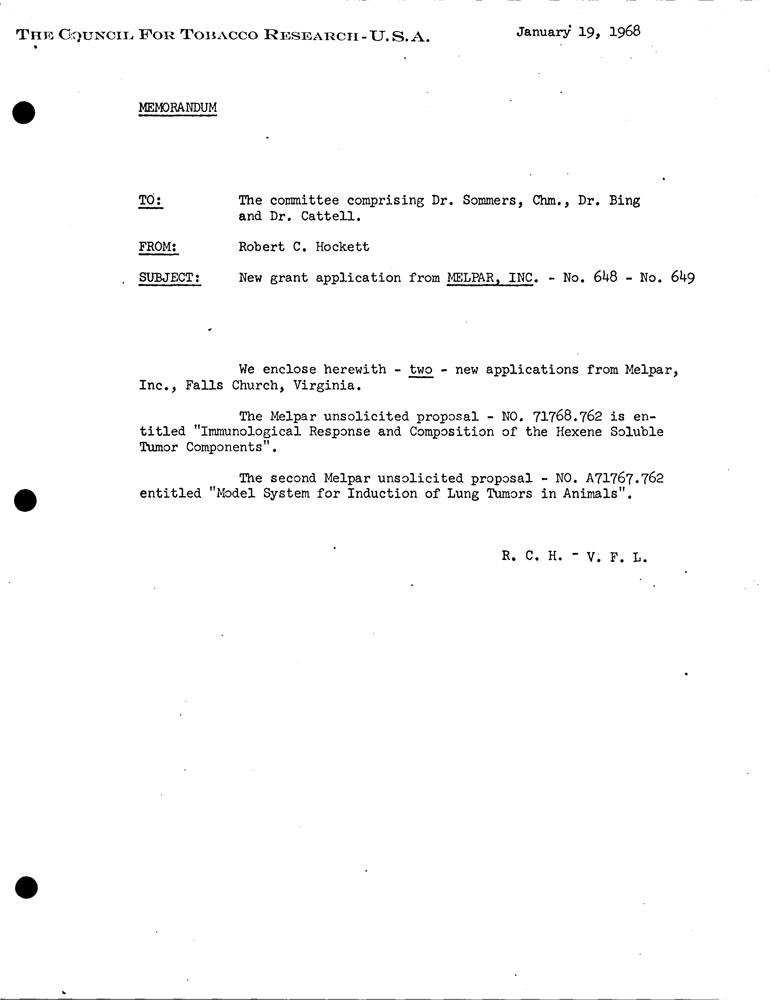 THE COUNCIL FOR TOBACCO RESEARCH-U.S.A.
January 19, 1968
MEMORANDUM
TO: The committee comprising Dr. Sommers, Chm., Dr. Bing
and Dr. Cattell.
FROM: Robert C. Hockett
SUBJECT: New grant application from MELPAR, INC. - No. 648 - No. 649
We enclose herewith - two - new applications from Melpar,
Inc., Falls Church, Virginia.
The Melpar unsolicited proposal - NO. 71768.762 is en-
titled "Immunological Response and Composition of the Hexene Soluble
Tumor Components".
The second Melpar unsolicited proposal - NO. A71767.762
entitled "Model System for Induction of Lung Tumors in Animals".
R. C. H. - V. F. L.